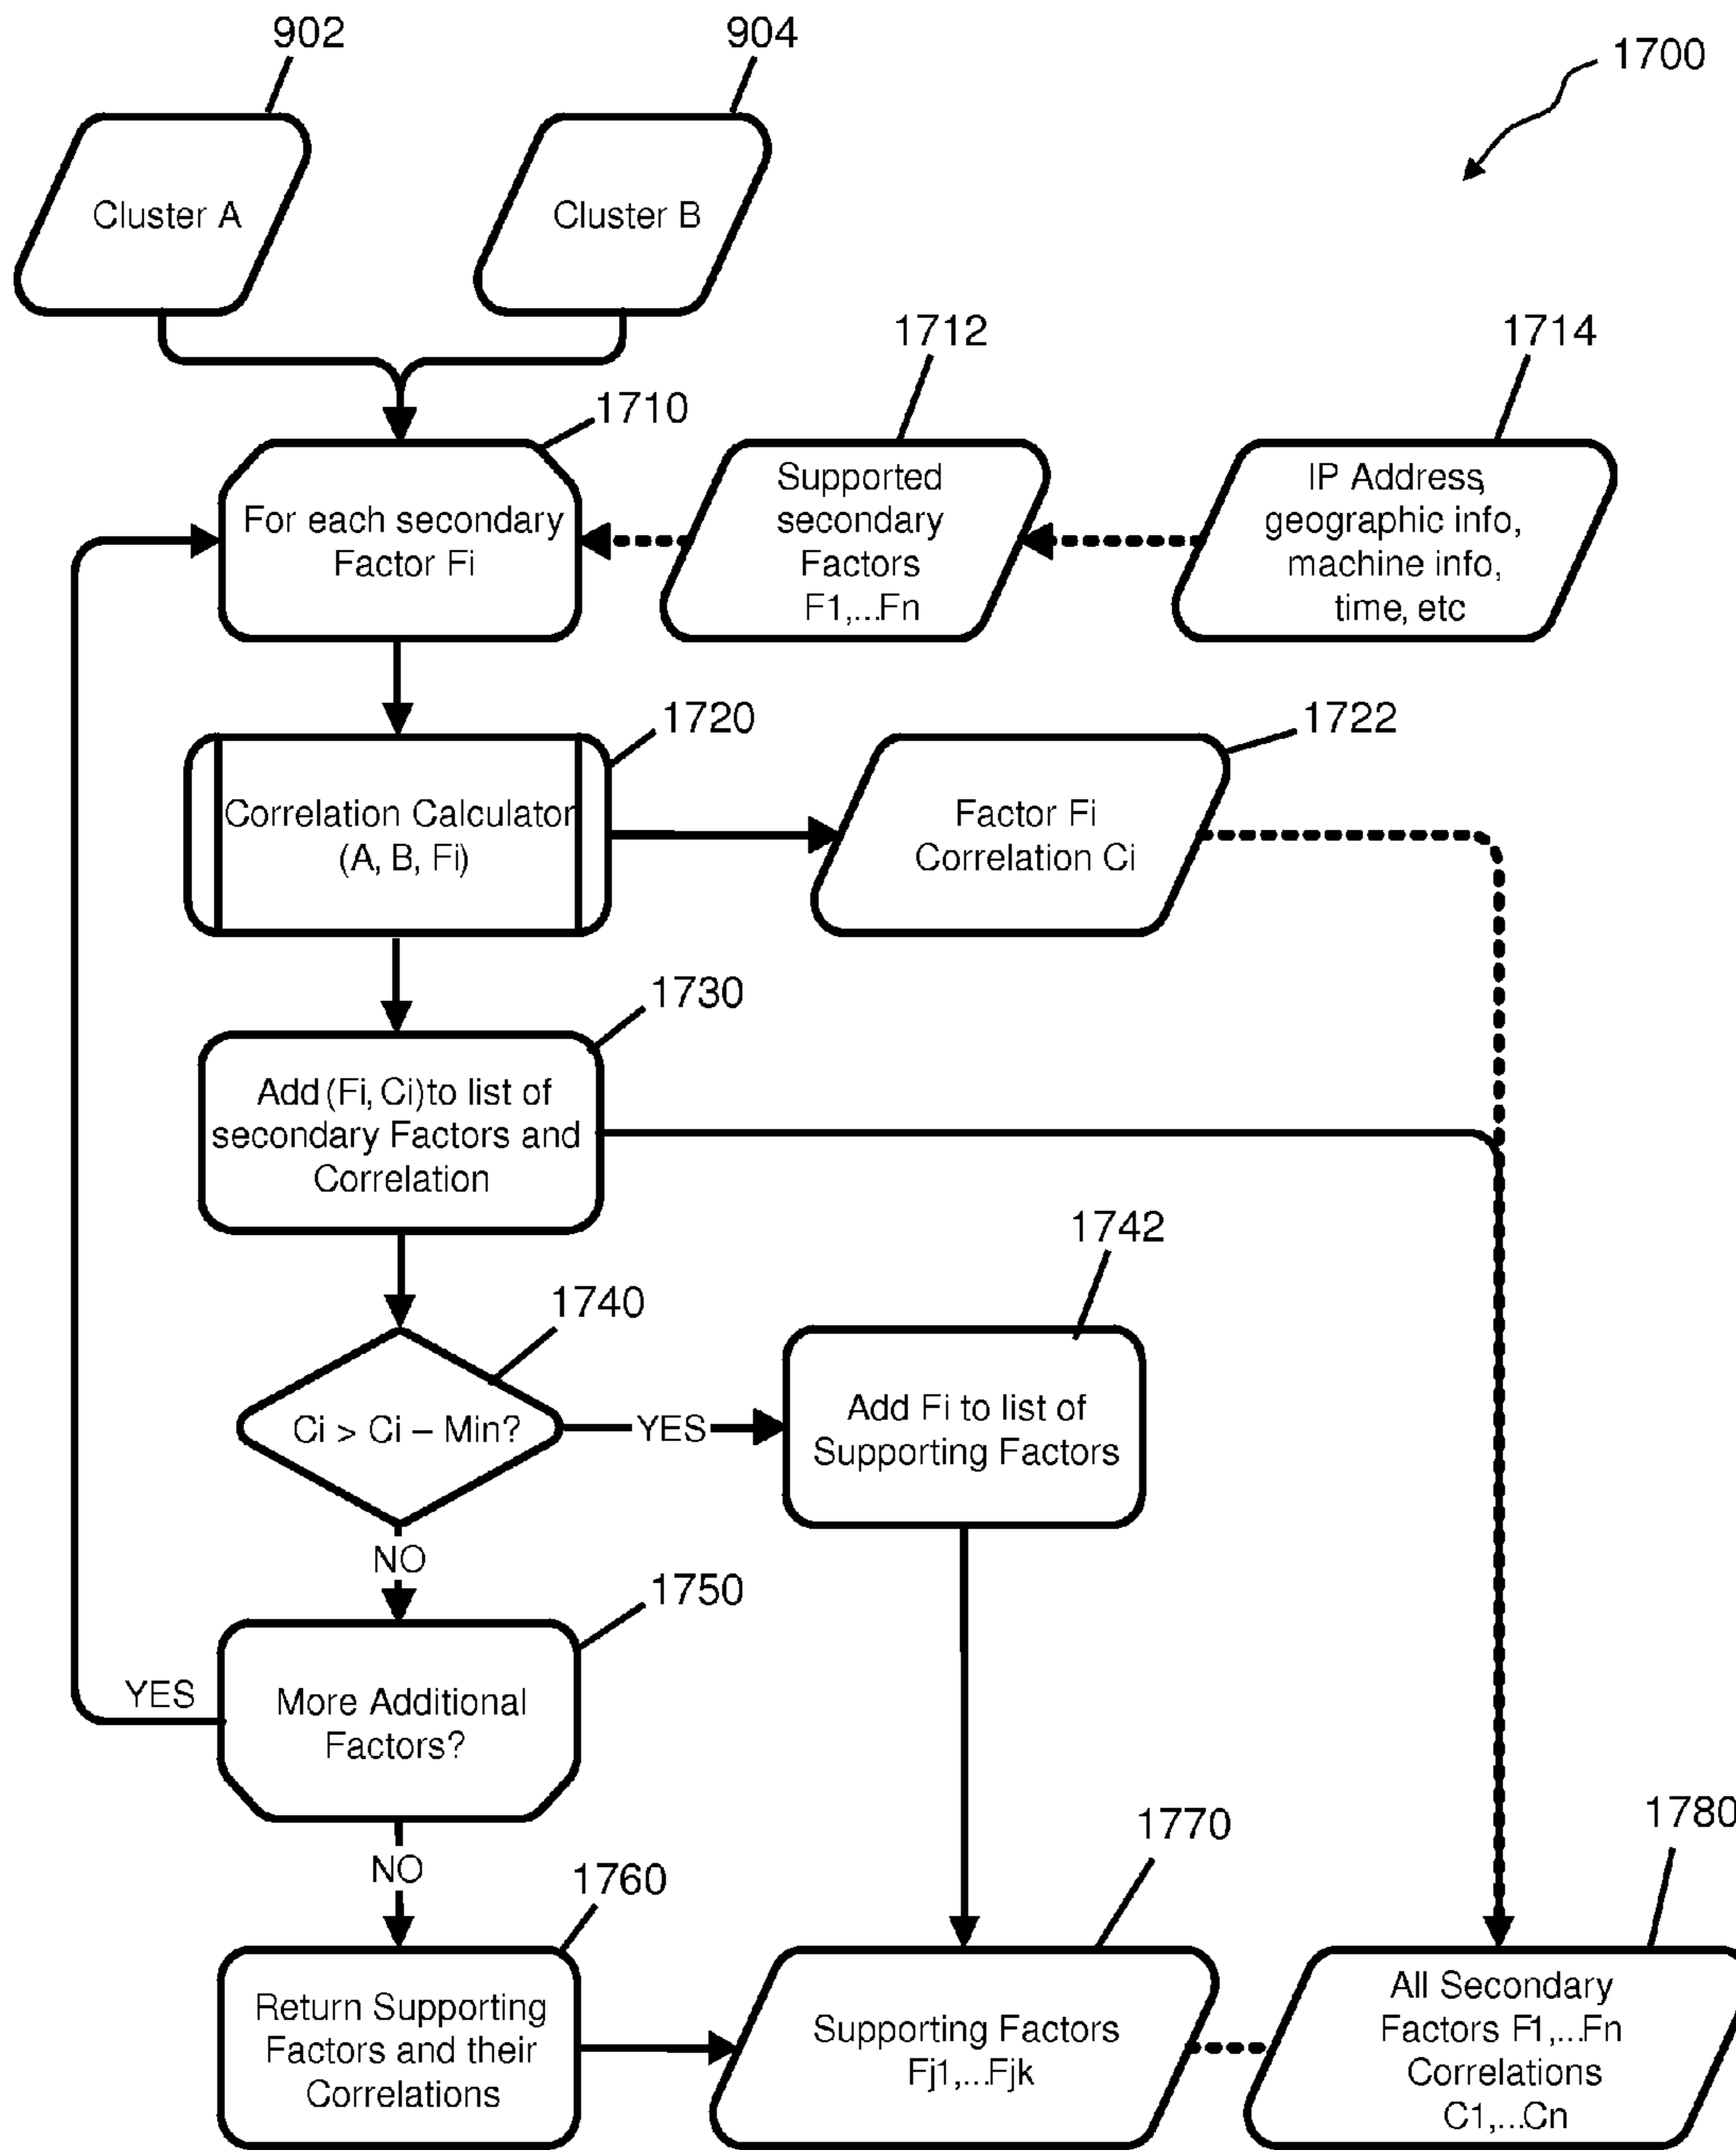 902
904
1700
Cluster A
Cluster B
1712
1714
1710
For each secondary
Factor Fi
Supported
secondary
Factors
F1,...Fn
IP Address,
geographic info,
machine info,
time, etc
1720
1722
Correlation Calculator
(A, B, Fi)
Factor Fi
Correlation Ci
1730
Add (Fi, Ci) to list of
secondary Factors and
Correlation
1742
1740
Ci > Ci – Min?
YES
Add Fi to list of
Supporting Factors
NO
1750
YES
More Additional
Factors?
1770
1780
NO
1760
Return Supporting
Factors and their
Correlations
Supporting Factors
Fj1,...Fjk
All Secondary
Factors F1,...Fn
Correlations
C1,...Cn